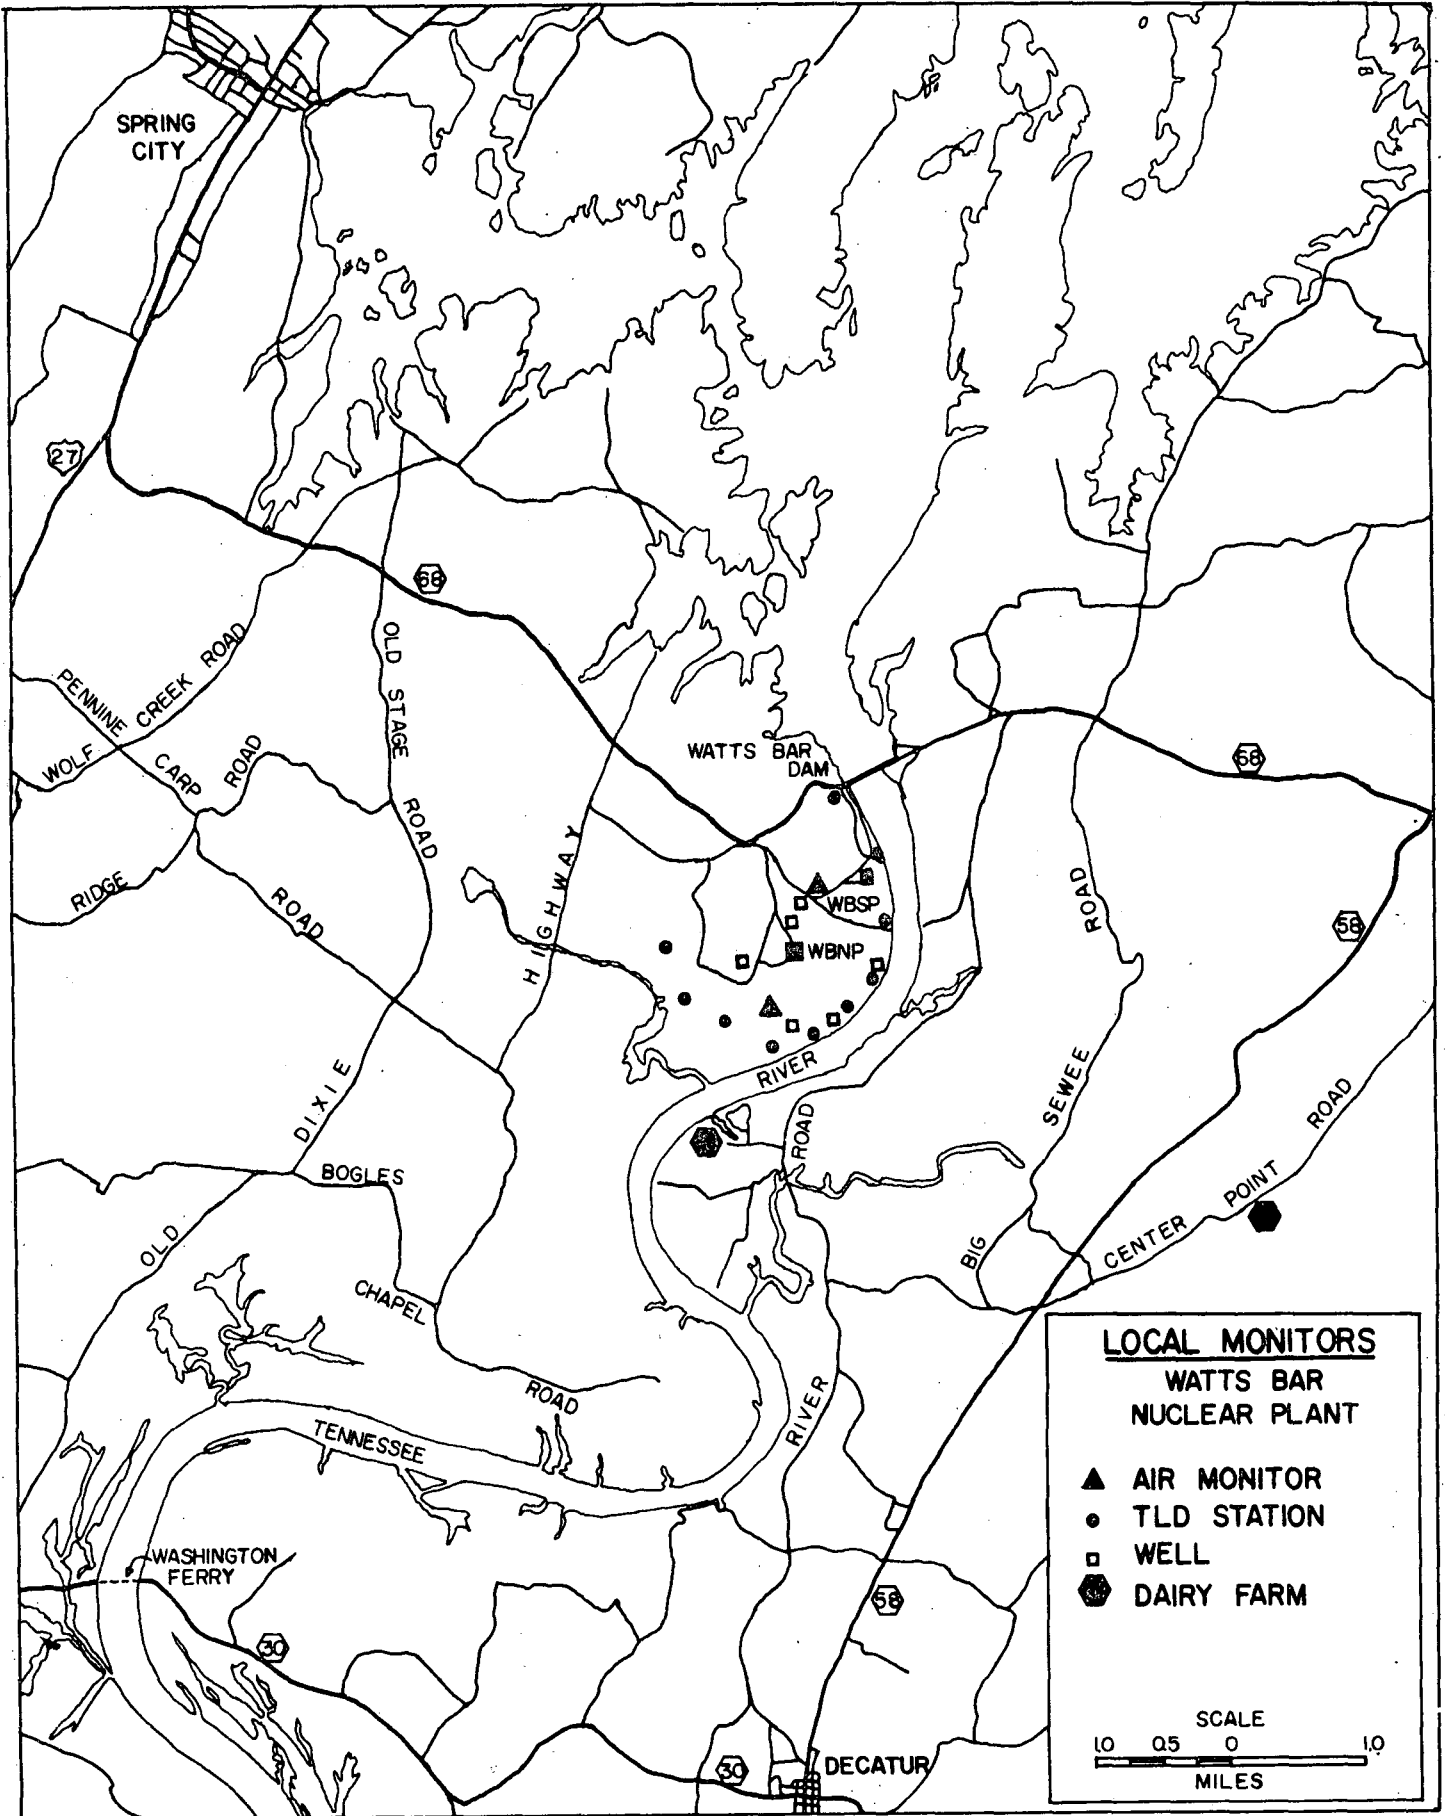 SPRING
CITY
27
68
OLD STAGE ROAD
PENNINE
WOLF CREEK ROAD
CARP ROAD
RIDGE ROAD
HIGHWAY
WATTS BAR
DAM
68
WBSP
WBNP
ROAD
58
RIVER
DIXIE
SEWEE
ROAD
ROAD
BOGLES
OLD
BIG
CENTER POINT
CHAPEL
ROAD
RIVER
TENNESSEE
WASHINGTON
FERRY
30
58
30
DECATUR
LOCAL MONITORS
WATTS BAR
NUCLEAR PLANT
AIR MONITOR
TLD STATION
WELL
DAIRY FARM
SCALE
1.0 0.5 0 1.0
MILES